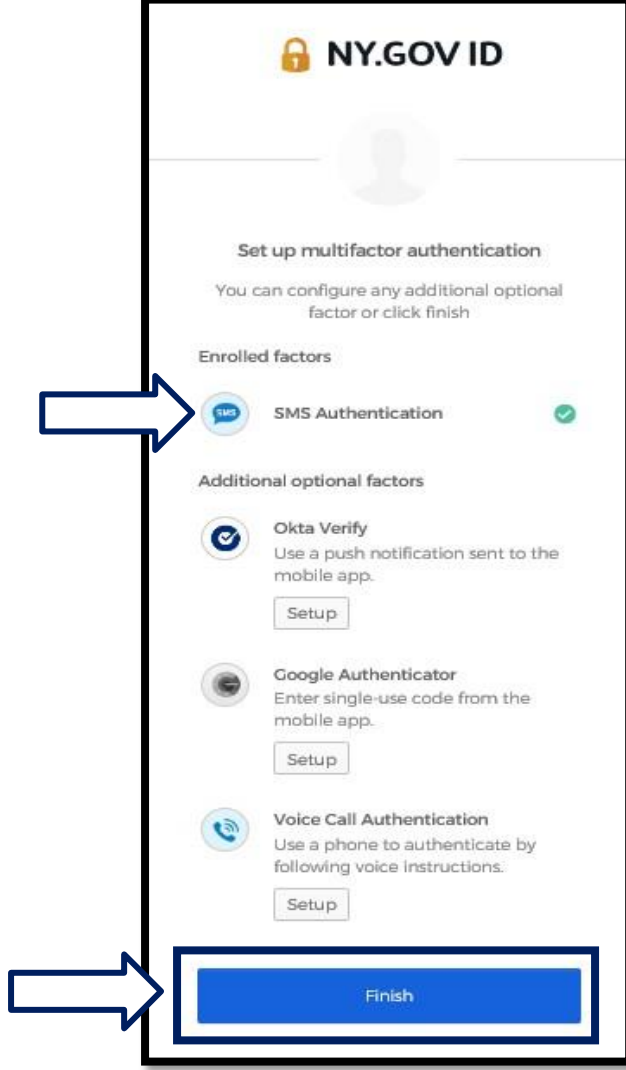 NY.GOV ID
Set up multifactor authentication
You can configure any additional optional
factor or click finish
Enrolled factors
SMS
SMS Authentication
Additional optional factors
Okta Verify
Use a push notification sent to the
mobile app.
Setup
Google Authenticator
Enter single-use code from the
mobile app.
Setup
Voice Call Authentication
Use a phone to authenticate by
following voice instructions.
Setup
Finish